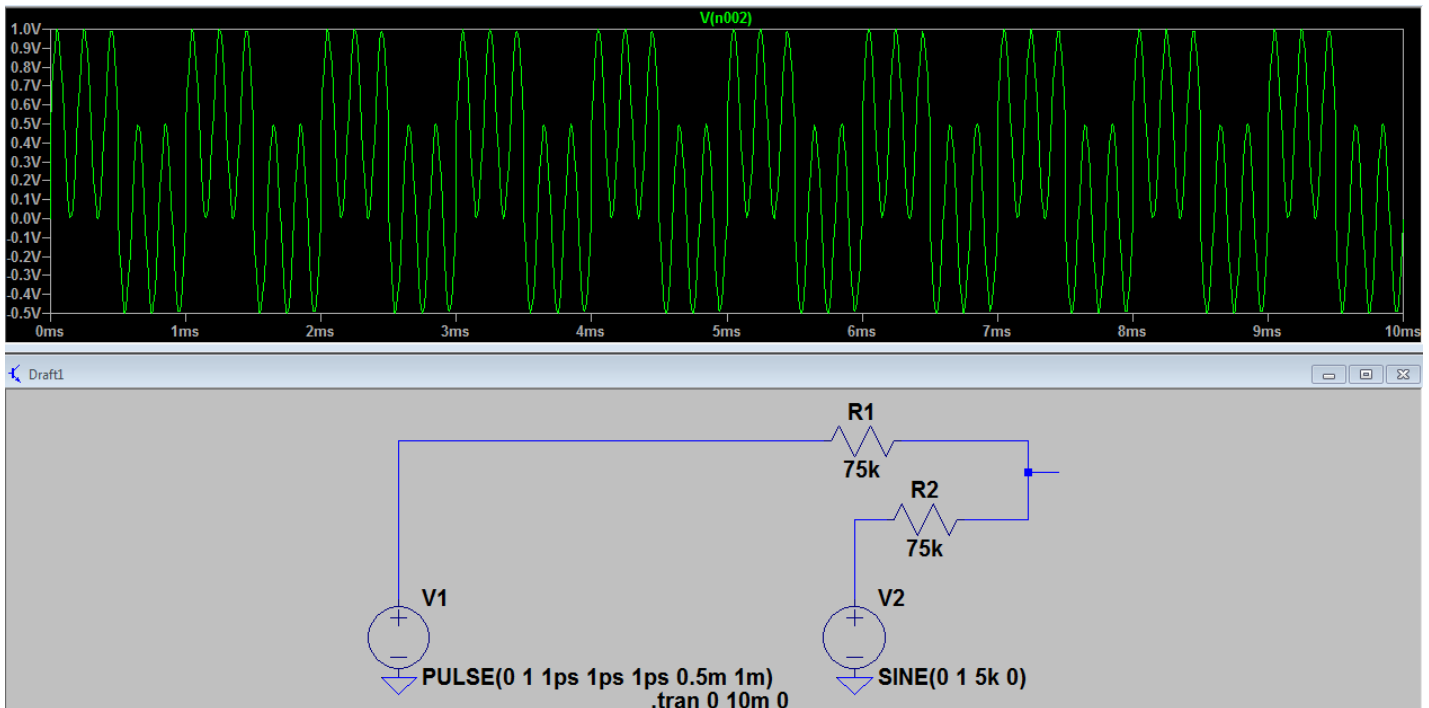 V(n002)
1.0V
0.9V
0.8V
0.7V
0.6V
0.5V
0.4V
0.3V
0.2V
0.1V
0.0V
-0.1V
-0.2V
-0.3V
-0.4V
-0.5V
0ms 1ms 2ms 3ms 4ms 5ms 6ms 7ms 8ms 9ms 10ms
Draft1
R1
75k
R2
75k
V1
V2
PULSE(0 1 1ps 1ps 1ps 0.5m 1m)
SINE(0 1 5k 0)
.tran 0 10m 0